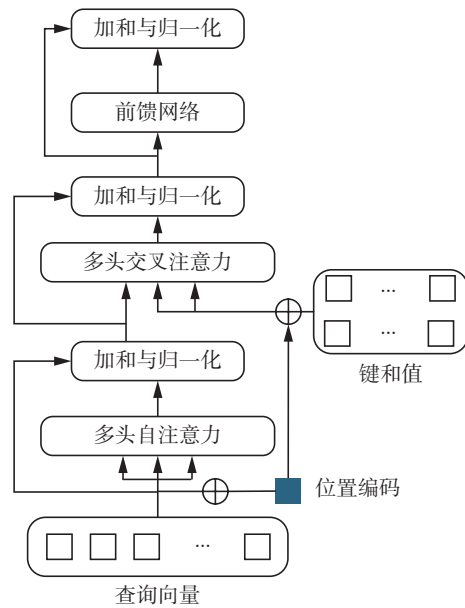 加和与归一化
前馈网络
加和与归一化
多头交叉注意力
...
...
键和值
加和与归一化
多头自注意力
位置编码
...
查询向量